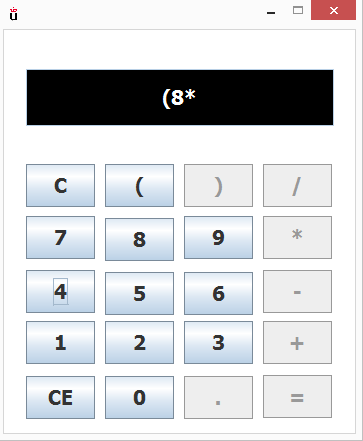 ü
(8*
C ( ) /
7 8 9 *
4 5 6 -
1 2 3 +
CE 0 . =